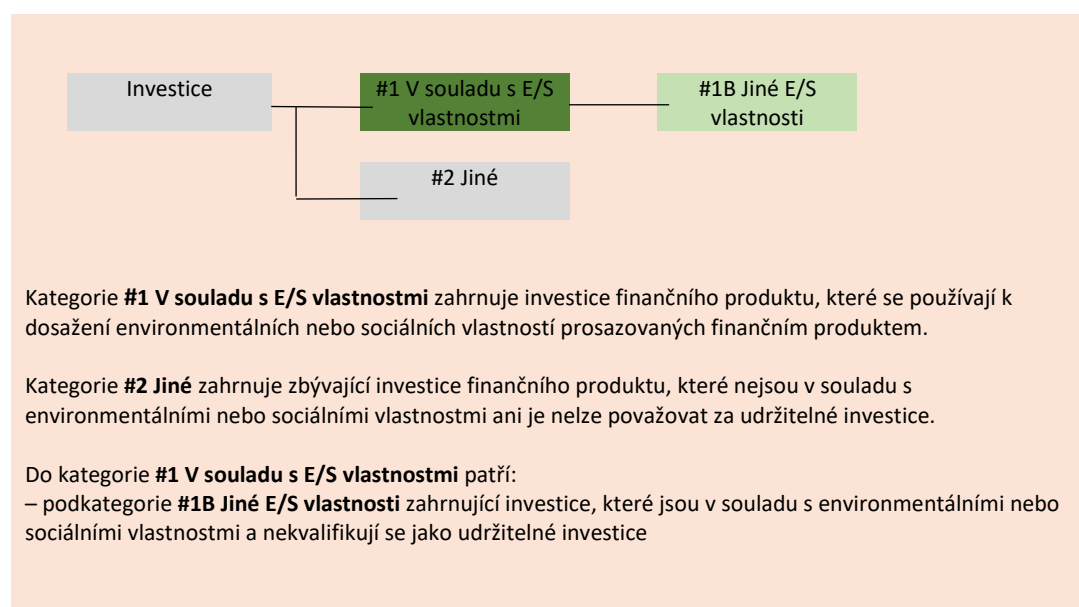 Investice
#1 V souladu s E/S
vlastnostmi
#1B Jiné E/S
vlastnosti
#2 Jiné
Kategorie #1 V souladu s E/S vlastnostmi zahrnuje investice finančního produktu, které se používají k
dosažení environmentálních nebo sociálních vlastností prosazovaných finančním produktem.
Kategorie #2 Jiné zahrnuje zbývající investice finančního produktu, které nejsou v souladu s
environmentálními nebo sociálními vlastnostmi ani je nelze považovat za udržitelné investice.
Do kategorie #1 V souladu s E/S vlastnostmi patří:
– podkategorie #1B Jiné E/S vlastnosti zahrnující investice, které jsou v souladu s environmentálními nebo
sociálními vlastnostmi a nekvalifikují se jako udržitelné investice